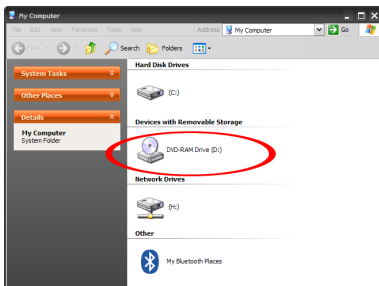 My Computer
File Edit View Favorites Tools Help Address My Computer Go
Back Search Folders
System Tasks
Other Places
Details
My Computer
System Folder
Hard Disk Drives
(C:)
Devices with Removable Storage
DVD-RAM Drive (D:)
Network Drives
(H:)
Other
My Bluetooth Places